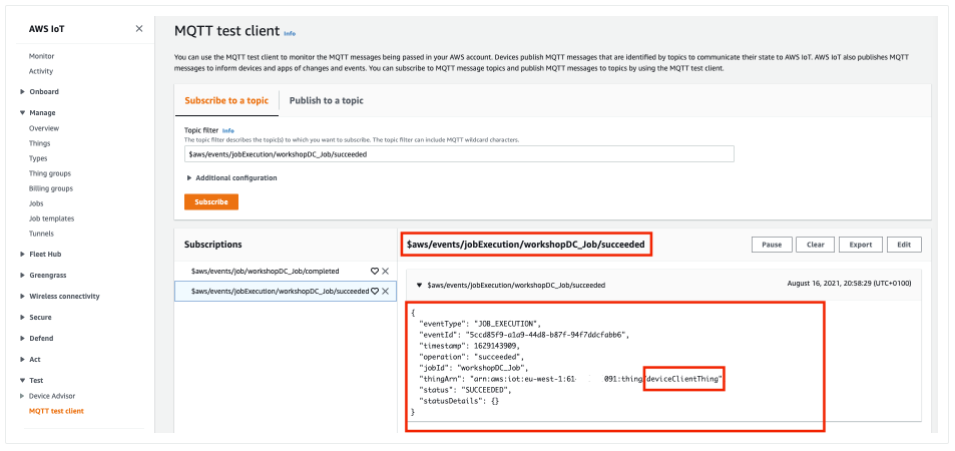 AWS IoT
Monitor
Activity
Onboard
Manage
Overview
Things
Types
Thing groups
Billing groups
Jobs
Job templates
Tunnels
Fleet Hub
Greengrass
Wireless connectivity
Secure
Defend
Act
Test
Device Advisor
MQTT test client
MQTT test client Info
You can use the MQTT test client to monitor the MQTT messages being passed in your AWS account. Devices publish MQTT messages that are identified by topics to communicate their state to AWS IoT. AWS IoT also publishes MQTT
messages to inform devices and apps of changes and events. You can subscribe to MQTT message topics and publish MQTT messages to topics by using the MQTT test client.
Subscribe to a topic Publish to a topic
Topic filter Info
The topic filter describes the topic(s) to which you want to subscribe. The topic filter can include MQTT wildcard characters.
$aws/events/jobExecution/workshopDC_Job/succeeded
Additional configuration
Subscribe
Subscriptions
$aws/events/job/workshopDC_Job/completed
$aws/events/jobExecution/workshopDC_Job/succeeded
$aws/events/jobExecution/workshopDC_Job/succeeded
Pause Clear Export Edit
$aws/events/jobExecution/workshopDC_Job/succeeded August 16, 2021, 20:58:29 (UTC+0100)
{
"eventType": "JOB_EXECUTION",
"eventId": "5ccd85f9-a1a9-44d8-b87f-94f7ddcfabb6",
"timestamp": 1629143909,
"operation": "succeeded",
"jobId": "workshopDC_Job",
"thingArn": "arn:aws:iot:eu-west-1:61 091:thing/deviceClientThing"
"status": "SUCCEEDED",
"statusDetails": {}
}